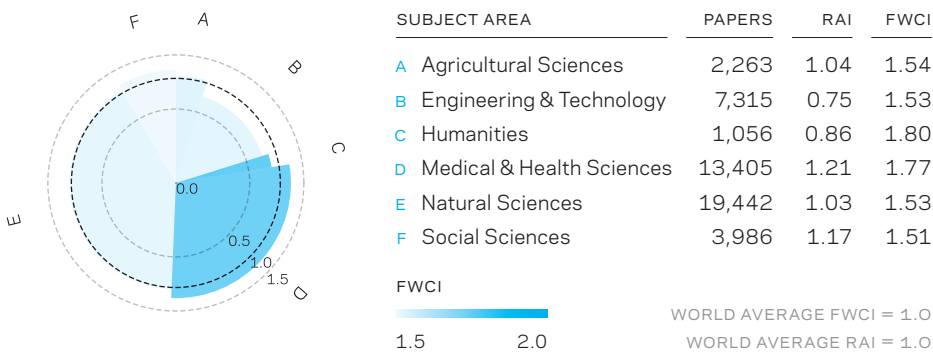 F A
B
C
E
D
0.0
0.5
1.0
1.5
SUBJECT AREA PAPERS RAI FWCI
A Agricultural Sciences 2,263 1.04 1.54
B Engineering & Technology 7,315 0.75 1.53
C Humanities 1,056 0.86 1.80
D Medical & Health Sciences 13,405 1.21 1.77
E Natural Sciences 19,442 1.03 1.53
F Social Sciences 3,986 1.17 1.51
FWCI
1.5 2.0
WORLD AVERAGE FWCI = 1.0
WORLD AVERAGE RAI = 1.0